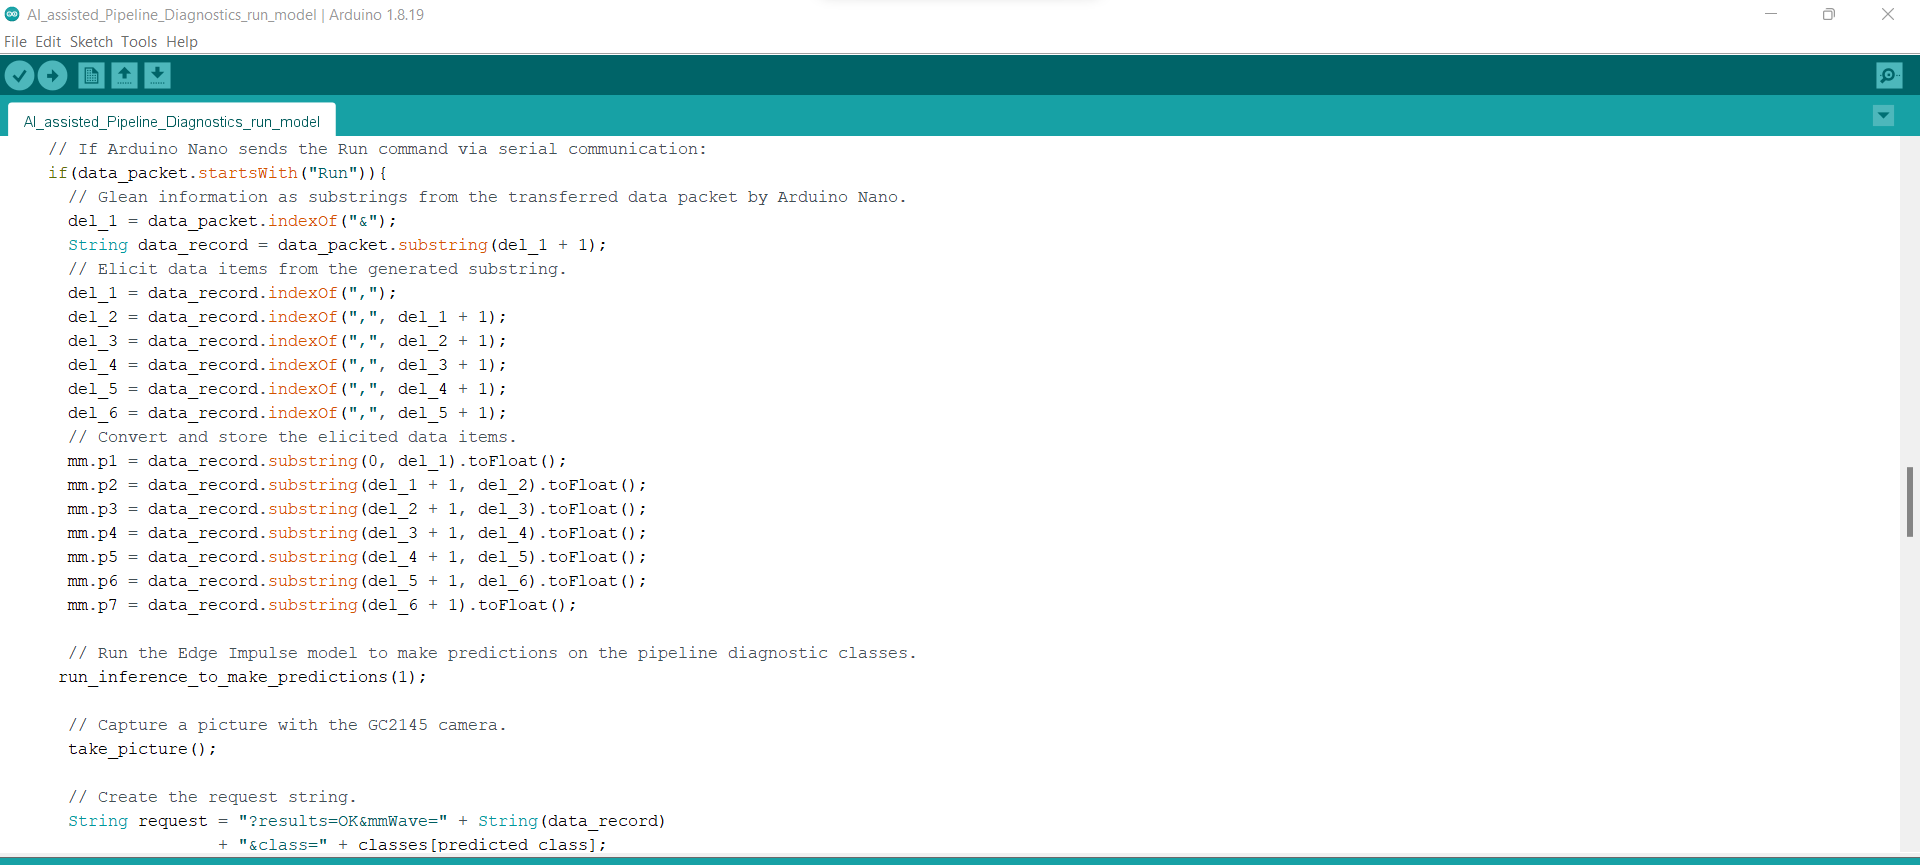 AI_assisted_Pipeline_Diagnostics_run_model | Arduino 1.8.19
File Edit Sketch Tools Help
AI_assisted_Pipeline_Diagnostics_run_model
// If Arduino Nano sends the Run command via serial communication:
if(data_packet.startsWith("Run")){
// Glean information as substrings from the transferred data packet by Arduino Nano.
del_1 = data_packet.indexOf("&");
String data_record = data_packet.substring(del_1 + 1);
// Elicit data items from the generated substring.
del_1 = data_record.indexOf(",");
del_2 = data_record.indexOf(",", del_1 + 1);
del_3 = data_record.indexOf(",", del_2 + 1);
del_4 = data_record.indexOf(",", del_3 + 1);
del_5 = data_record.indexOf(",", del_4 + 1);
del_6 = data_record.indexOf(",", del_5 + 1);
// Convert and store the elicited data items.
mm.p1 = data_record.substring(0, del_1).toFloat();
mm.p2 = data_record.substring(del_1 + 1, del_2).toFloat();
mm.p3 = data_record.substring(del_2 + 1, del_3).toFloat();
mm.p4 = data_record.substring(del_3 + 1, del_4).toFloat();
mm.p5 = data_record.substring(del_4 + 1, del_5).toFloat();
mm.p6 = data_record.substring(del_5 + 1, del_6).toFloat();
mm.p7 = data_record.substring(del_6 + 1).toFloat();
// Run the Edge Impulse model to make predictions on the pipeline diagnostic classes.
run_inference_to_make_predictions(1);
// Capture a picture with the GC2145 camera.
take_picture();
// Create the request string.
String request = "?results=OK&mmWave=" + String(data_record)
+ "&class=" + classes[predicted_class];